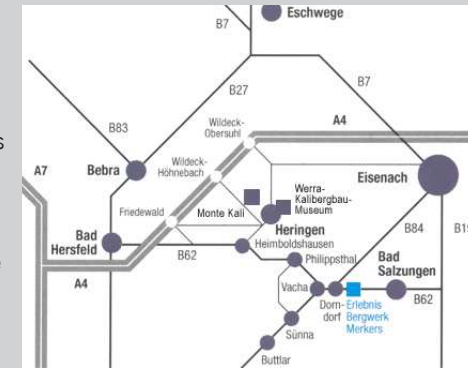 Eschwege
B7
B27
B7
B83
Wildeck-
Obersuhl
A4
A7
Bebra
Wildeck-
Hönebach
Eisenach
Friedewald
Monte Kali
Werra-
Kalibergbau-
Museum
B19
Bad
Hersfeld
Heringen
B84
B62
Heimboldshausen
Philippsthal
Bad
Salzungen
A4
Vacha
Dorn-
dorf
Erlebnis
Bergwerk
Merkers
B62
Sünna
Buttlar